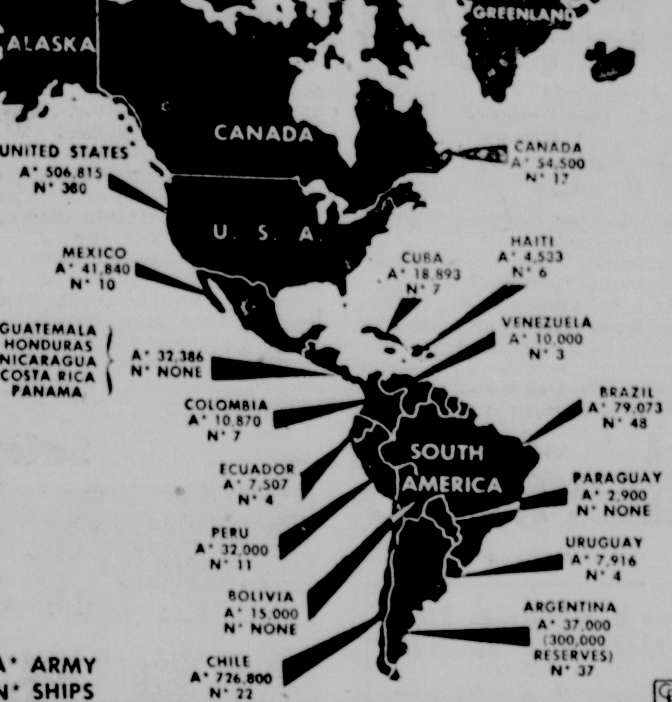 GREENLAND
ALASKA
CANADA
UNITED STATES*
A* 506,815
N* 380
CANADA
A* 54,500
N* 17
U. S. A.
MEXICO
A* 41,840
N* 10
CUBA
A* 18,893
N* 7
HAITI
A* 4,533
N* 6
GUATEMALA
HONDURAS
NICARAGUA
COSTA RICA
PANAMA
A* 32,386
N* NONE
VENEZUELA
A* 10,000
N* 3
COLOMBIA
A* 10,870
N* 7
BRAZIL
A* 79,073
N* 48
ECUADOR
A* 7,507
N* 4
SOUTH
AMERICA
PARAGUAY
A* 2,900
N* NONE
PERU
A* 32,000
N* 11
URUGUAY
A* 7,916
N* 4
BOLIVIA
A* 15,000
N* NONE
ARGENTINA
A* 37,000
(300,000
RESERVES)
N* 37
CHILE
A* 726,800
N* 22
A* ARMY
N* SHIPS